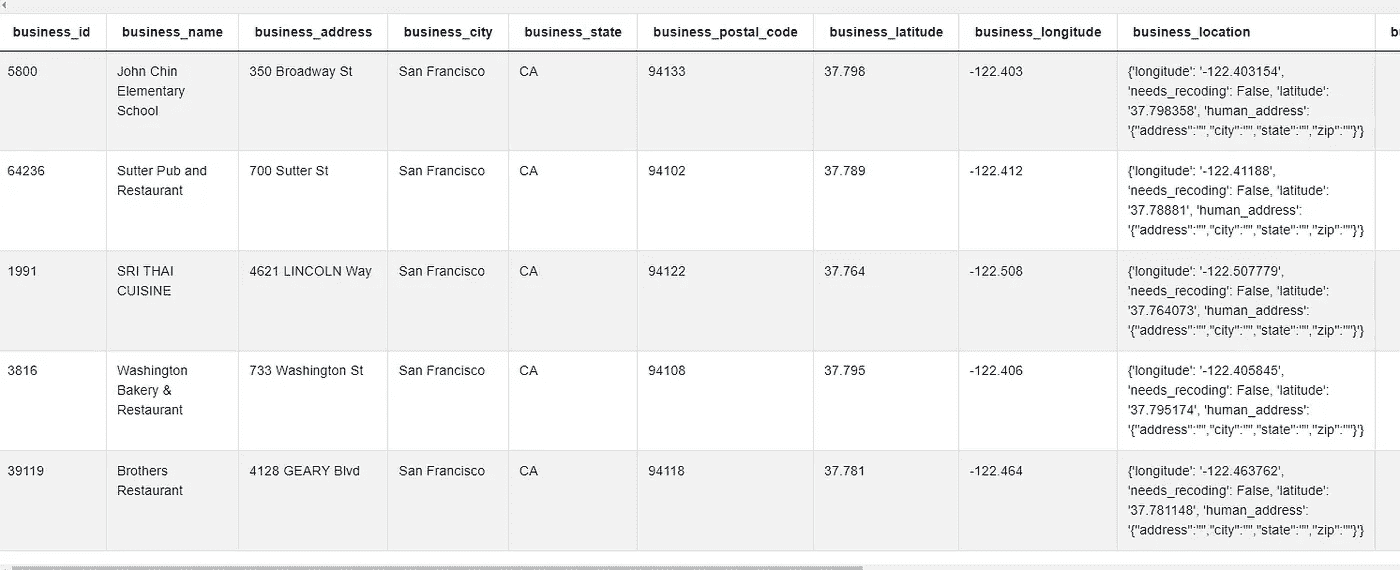 business_id business_name business_address business_city business_state business_postal_code business_latitude business_longitude business_location
5800 John Chin 350 Broadway St San Francisco CA 94133 37.798 -122.403 {'longitude': '-122.403154',
Elementary 'needs_recoding': False, 'latitude':
School '37.798358', 'human_address':
'{"address":"","city":"","state":"","zip":""}'}
64236 Sutter Pub and 700 Sutter St San Francisco CA 94102 37.789 -122.412 {'longitude': '-122.41188',
Restaurant 'needs_recoding': False, 'latitude':
'37.78881', 'human_address':
'{"address":"","city":"","state":"","zip":""}'}
1991 SRI THAI 4621 LINCOLN Way San Francisco CA 94122 37.764 -122.508 {'longitude': '-122.507779',
CUISINE 'needs_recoding': False, 'latitude':
'37.764073', 'human_address':
'{"address":"","city":"","state":"","zip":""}'}
3816 Washington 733 Washington St San Francisco CA 94108 37.795 -122.406 {'longitude': '-122.405845',
Bakery & 'needs_recoding': False, 'latitude':
Restaurant '37.795174', 'human_address':
'{"address":"","city":"","state":"","zip":""}'}
39119 Brothers 4128 GEARY Blvd San Francisco CA 94118 37.781 -122.464 {'longitude': '-122.463762',
Restaurant 'needs_recoding': False, 'latitude':
'37.781148', 'human_address':
'{"address":"","city":"","state":"","zip":""}'}